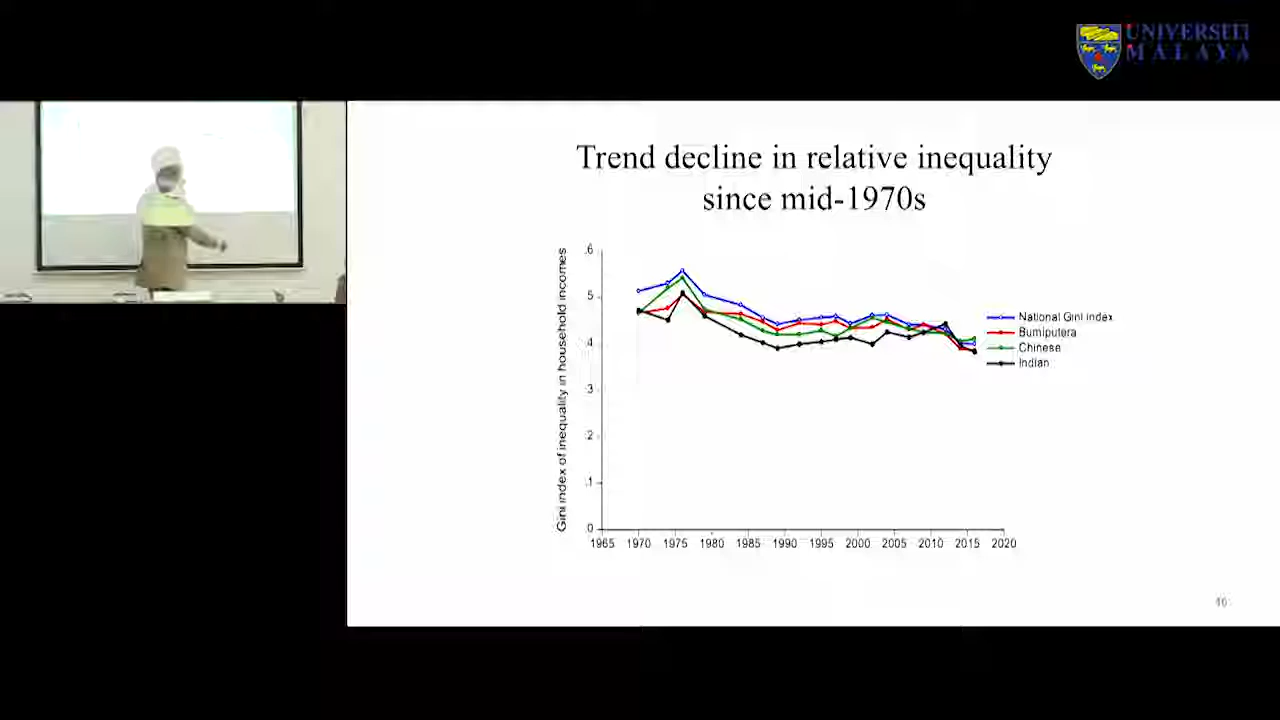 UNIVERSITI
MALAYA
Trend decline in relative inequality
since mid-1970s
Gini index of inequality in household incomes
.6
.5
.4
.3
.2
.1
0
1965 1970 1975 1980 1985 1990 1995 2000 2005 2010 2015 2020
National Gini index
Bumiputera
Chinese
Indian
46